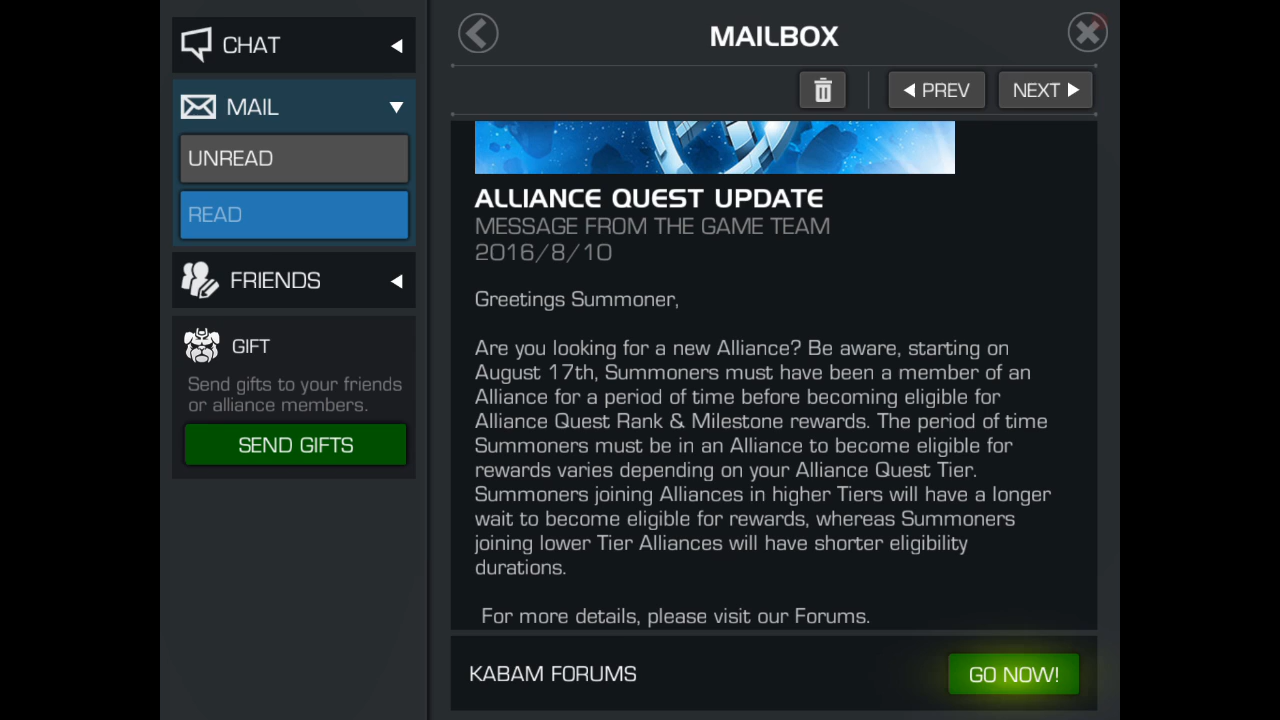 CHAT
MAIL
UNREAD
READ
FRIENDS
GIFT
Send gifts to your friends
or alliance members.
SEND GIFTS
MAILBOX
PREV
NEXT
ALLIANCE QUEST UPDATE
MESSAGE FROM THE GAME TEAM
2016/8/10
Greetings Summoner,
Are you looking for a new Alliance? Be aware, starting on
August 17th, Summoners must have been a member of an
Alliance for a period of time before becoming eligible for
Alliance Quest Rank & Milestone rewards. The period of time
Summoners must be in an Alliance to become eligible for
rewards varies depending on your Alliance Quest Tier.
Summoners joining Alliances in higher Tiers will have a longer
wait to become eligible for rewards, whereas Summoners
joining lower Tier Alliances will have shorter eligibility
durations.
For more details, please visit our Forums.
KABAM FORUMS
GO NOW!